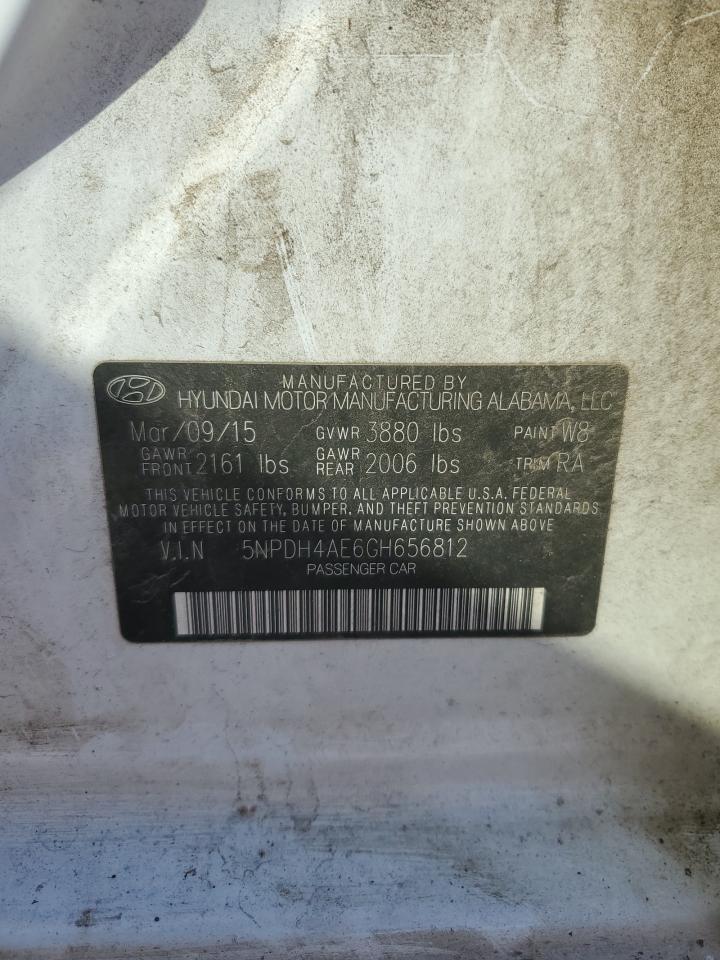 MANUFACTURED BY
HYUNDAI MOTOR MANUFACTURING ALABAMA, LLC
Mar/09/15 GVWR 3880 lbs PAINT W8
GAWR FRONT 2161 lbs GAWR REAR 2006 lbs TRIM RA
THIS VEHICLE CONFORMS TO ALL APPLICABLE U.S.A. FEDERAL
MOTOR VEHICLE SAFETY, BUMPER, AND THEFT PREVENTION STANDARDS
IN EFFECT ON THE DATE OF MANUFACTURE SHOWN ABOVE
V.I.N 5NPDH4AE6GH656812
PASSENGER CAR